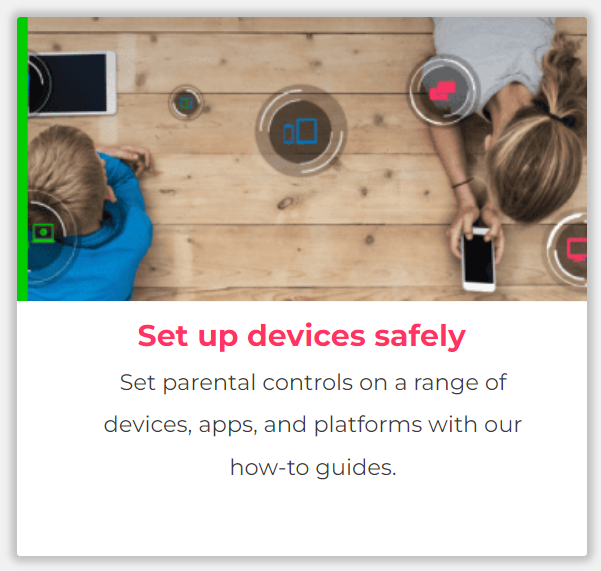 Set up devices safely
Set parental controls on a range of
devices, apps, and platforms with our
how-to guides.